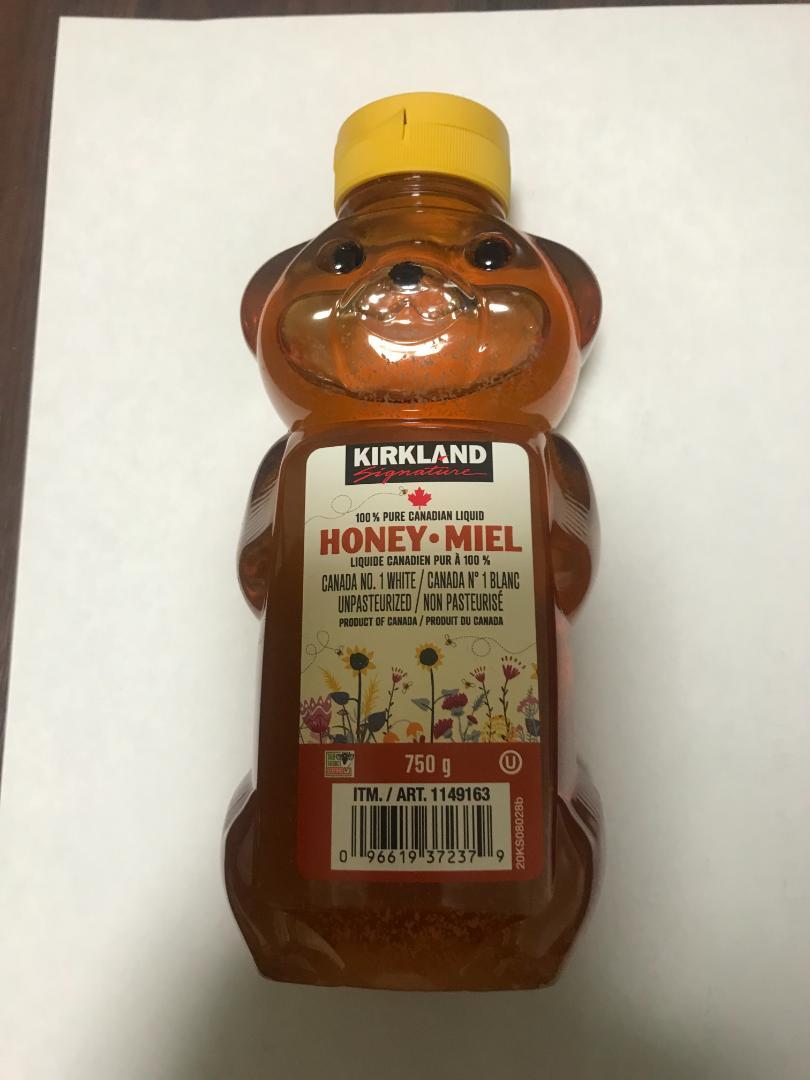 KIRKLAND
Signature
100% PURE CANADIAN LIQUID
HONEY • MIEL
LIQUIDE CANADIEN PUR À 100 %
CANADA NO. 1 WHITE / CANADA N° 1 BLANC
UNPASTEURIZED / NON PASTEURISÉ
PRODUCT OF CANADA / PRODUIT DU CANADA
750 g
U
ITM. / ART. 1149163
0 96619 37237 9
20KS08028b